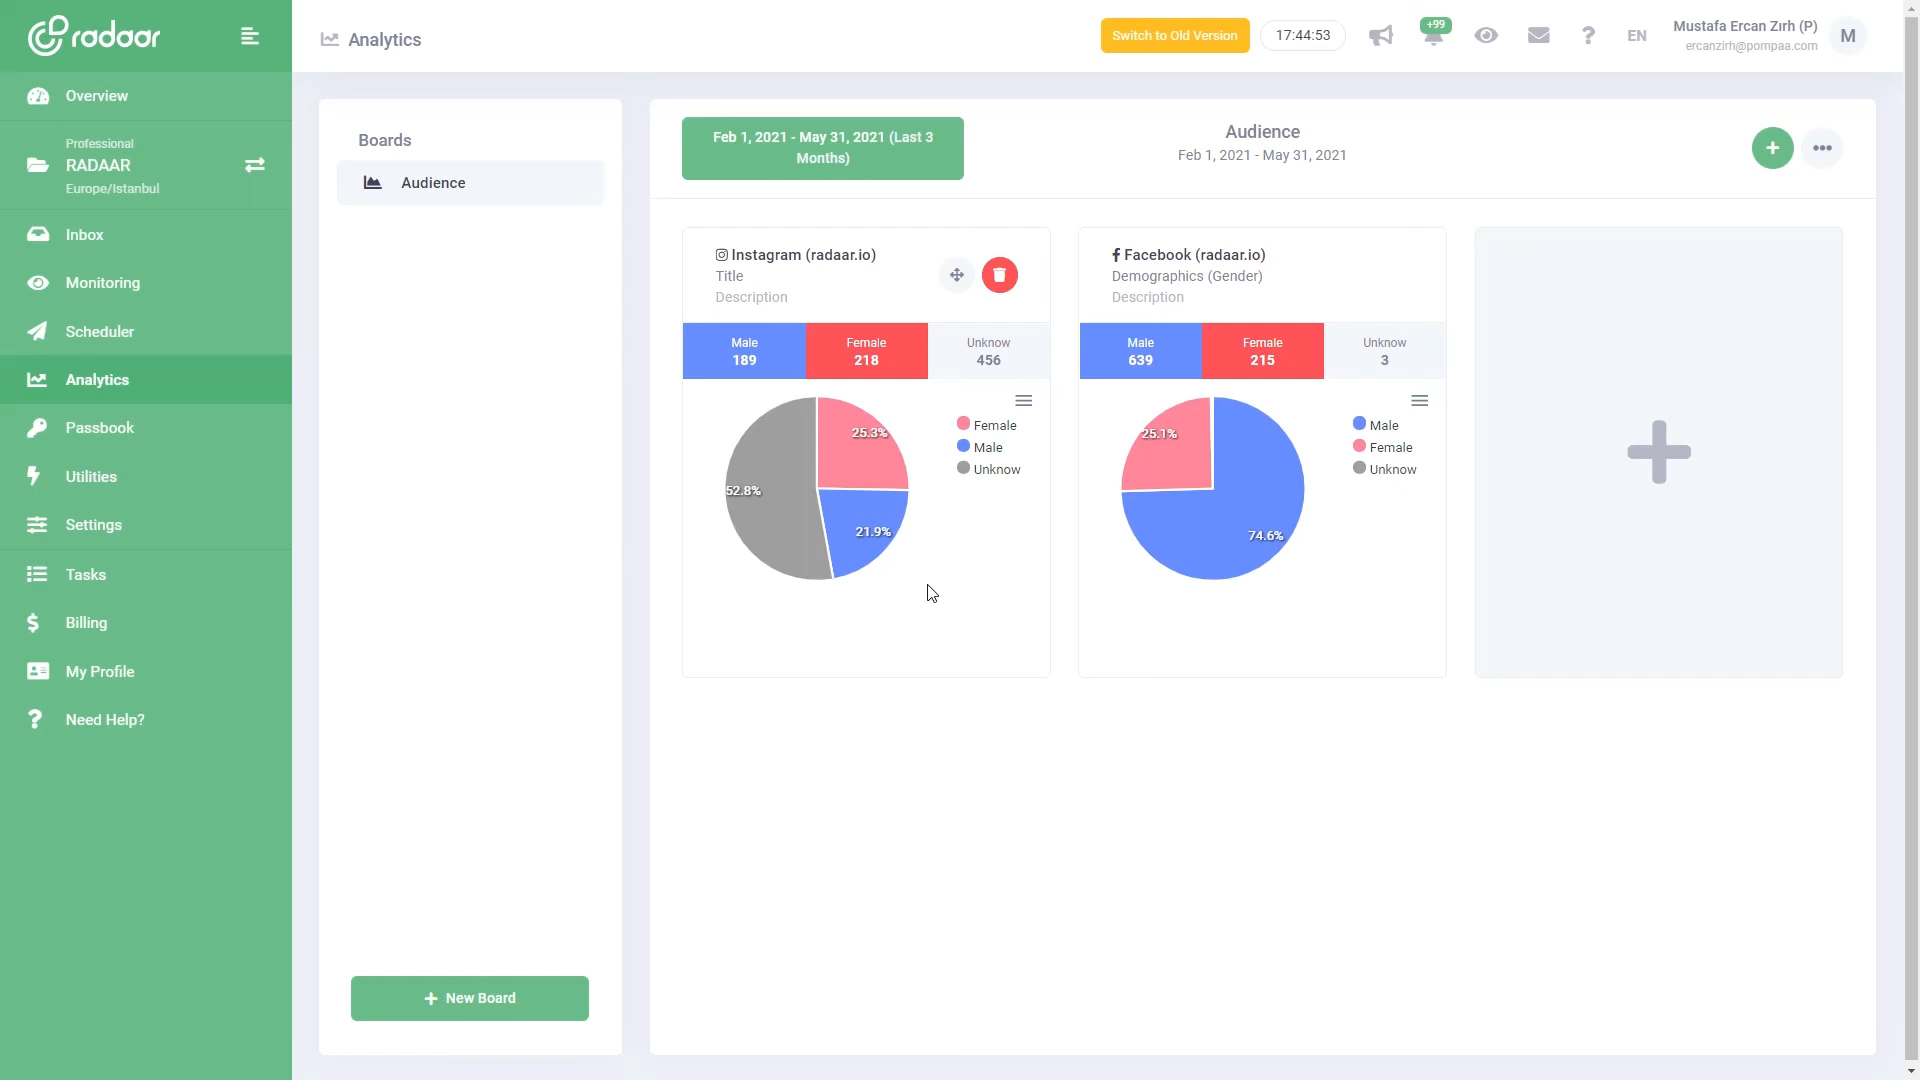 radaar
Analytics
Switch to Old Version
17:44:53
+99
EN
Mustafa Ercan Zırh (P)
ercanzirh@pompaa.com
M
Overview
Professional
RADAAR
Europe/Istanbul
Inbox
Monitoring
Scheduler
Analytics
Passbook
Utilities
Settings
Tasks
Billing
My Profile
Need Help?
Boards
Audience
New Board
Feb 1, 2021 - May 31, 2021 (Last 3
Months)
Audience
Feb 1, 2021 - May 31, 2021
Instagram (radaar.io)
Title
Description
Male
189
Female
218
Unknow
456
25.3%
52.8%
21.9%
Female
Male
Unknow
Facebook (radaar.io)
Demographics (Gender)
Description
Male
639
Female
215
Unknow
3
25.1%
74.6%
Male
Female
Unknow